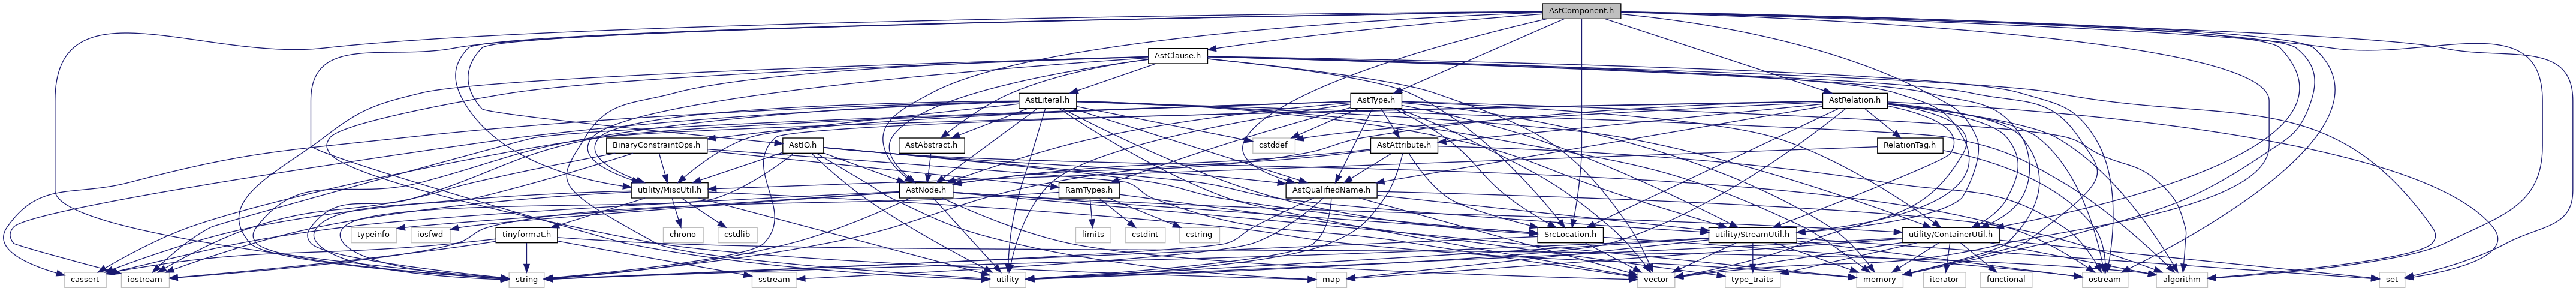 AstComponent.h
AstClause.h
AstLiteral.h
AstType.h
AstRelation.h
BinaryConstraintOps.h
AstIO.h
AstAbstract.h
cstddef
AstAttribute.h
RelationTag.h
utility/MiscUtil.h
AstNode.h
RamTypes.h
AstQualifiedName.h
typeinfo
iosfwd
tinyformat.h
chrono
cstdlib
limits
cstdint
cstring
SrcLocation.h
utility/StreamUtil.h
utility/ContainerUtil.h
cassert
iostream
string
sstream
utility
map
vector
type_traits
memory
iterator
functional
ostream
algorithm
set